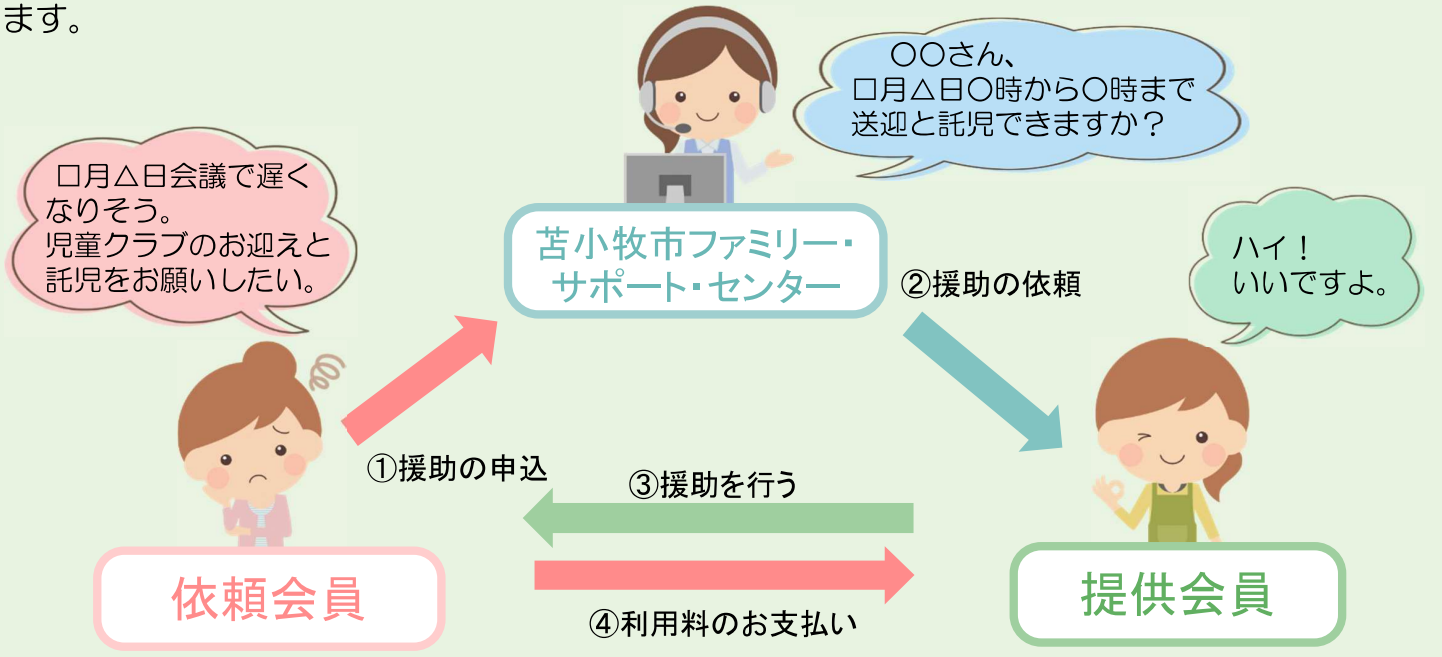 ます。
〇〇さん、
□月△日〇時から〇時まで
送迎と託児できますか？
□月△日会議で遅く
なりそう。
児童クラブのお迎えと
託児をお願いしたい。
苫小牧市ファミリー・
サポート・センター
②援助の依頼
ハイ！
いいですよ。
①援助の申込
③援助を行う
④利用料のお支払い
依頼会員
提供会員